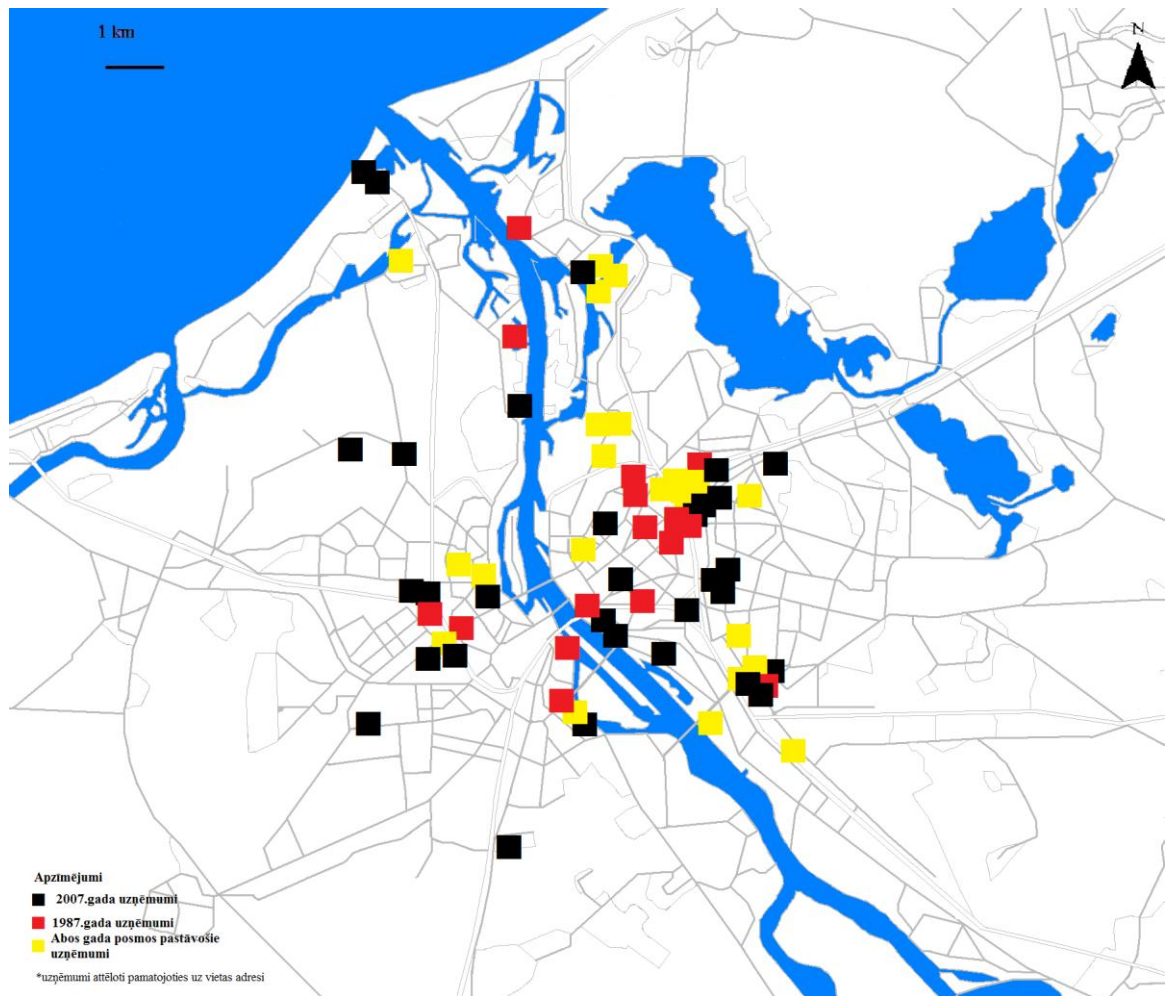 1 km
N
Apzīmējumi
2007.gada uzņēmumi
1987.gada uzņēmumi
Abos gada posmos pastāvošie
uzņēmumi
*uzņēmumi attēloti pamatojoties uz vietas adresi